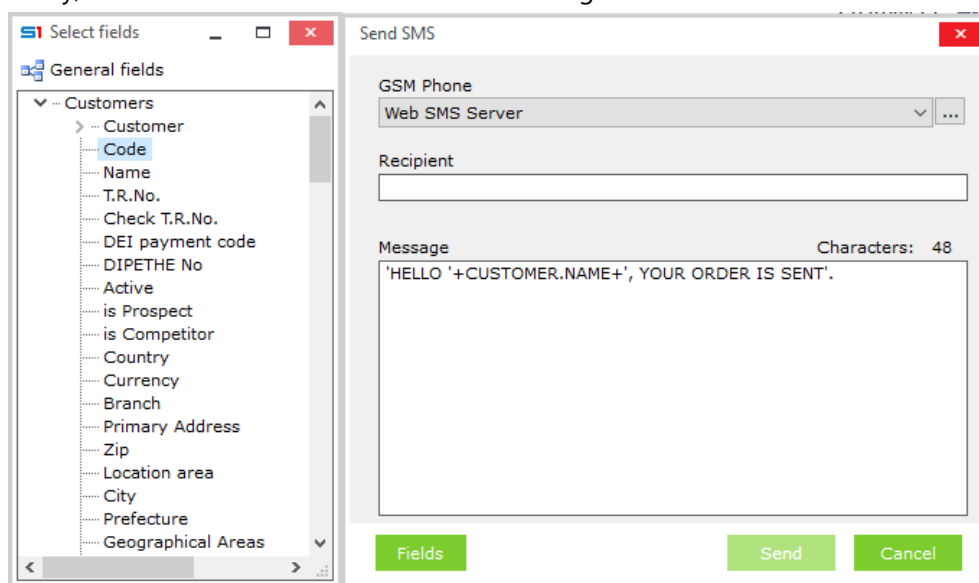 Select fields
General fields
Customers
Customer
Code
Name
T.R.No.
Check T.R.No.
DEI payment code
DIPETHE No
Active
is Prospect
is Competitor
Country
Currency
Branch
Primary Address
Zip
Location area
City
Prefecture
Geographical Areas
Send SMS
GSM Phone
Web SMS Server
...
Recipient
Message
Characters: 48
'HELLO '+CUSTOMER.NAME+', YOUR ORDER IS SENT'.
Fields
Send
Cancel